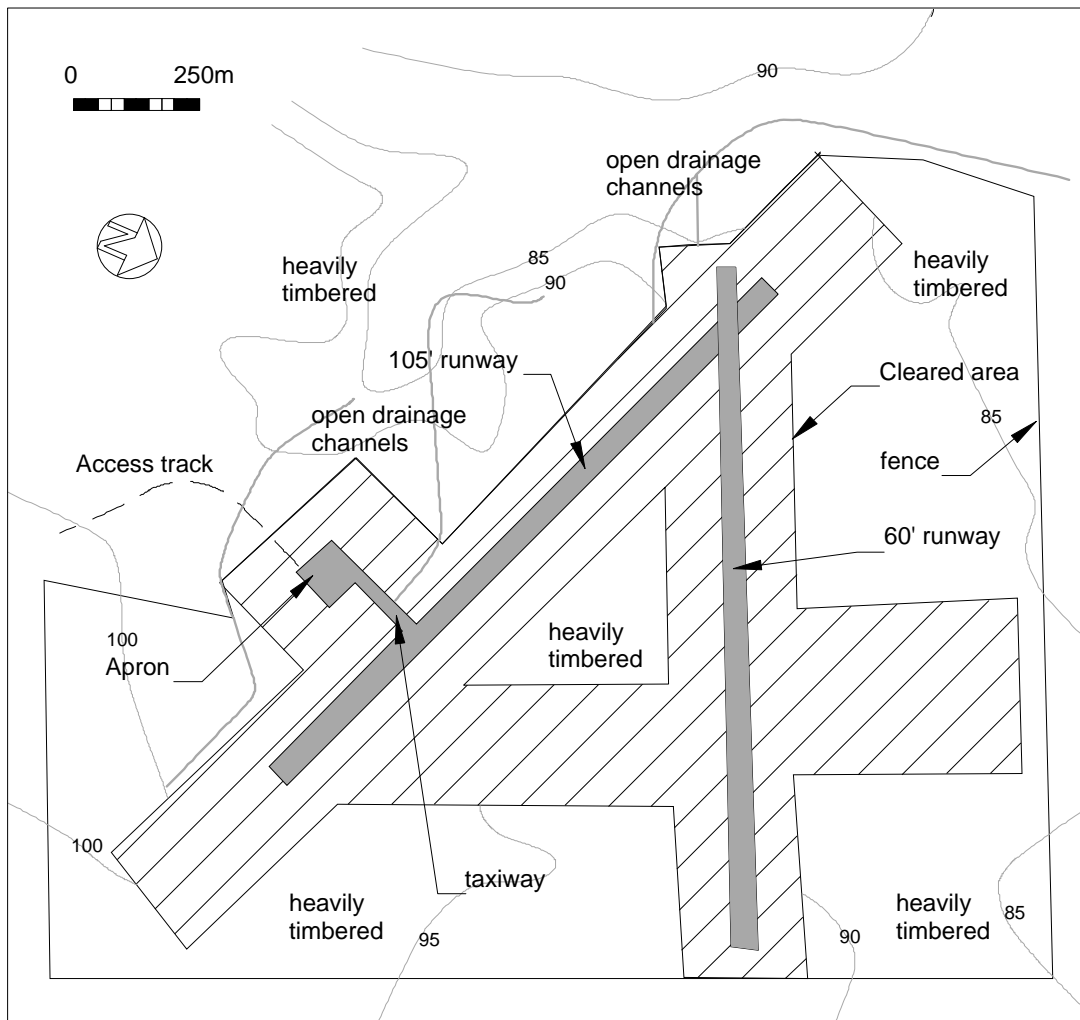 0 250m
90
open drainage
channels
N
heavily
timbered
85
90
heavily
timbered
105' runway
Cleared area
open drainage
channels
85
Access track
fence
60' runway
heavily
timbered
100
Apron
100
taxiway
heavily
timbered
95
90
heavily
timbered
85